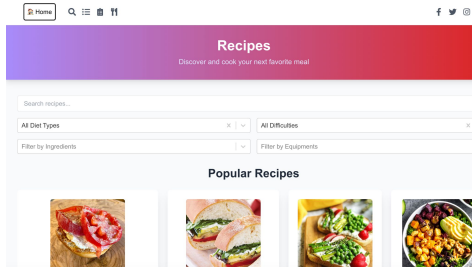 Home
Recipes
Discover and cook your next favorite meal
Search recipes...
All Diet Types
All Difficulties
Filter by Ingredients
Filter by Equipments
Popular Recipes